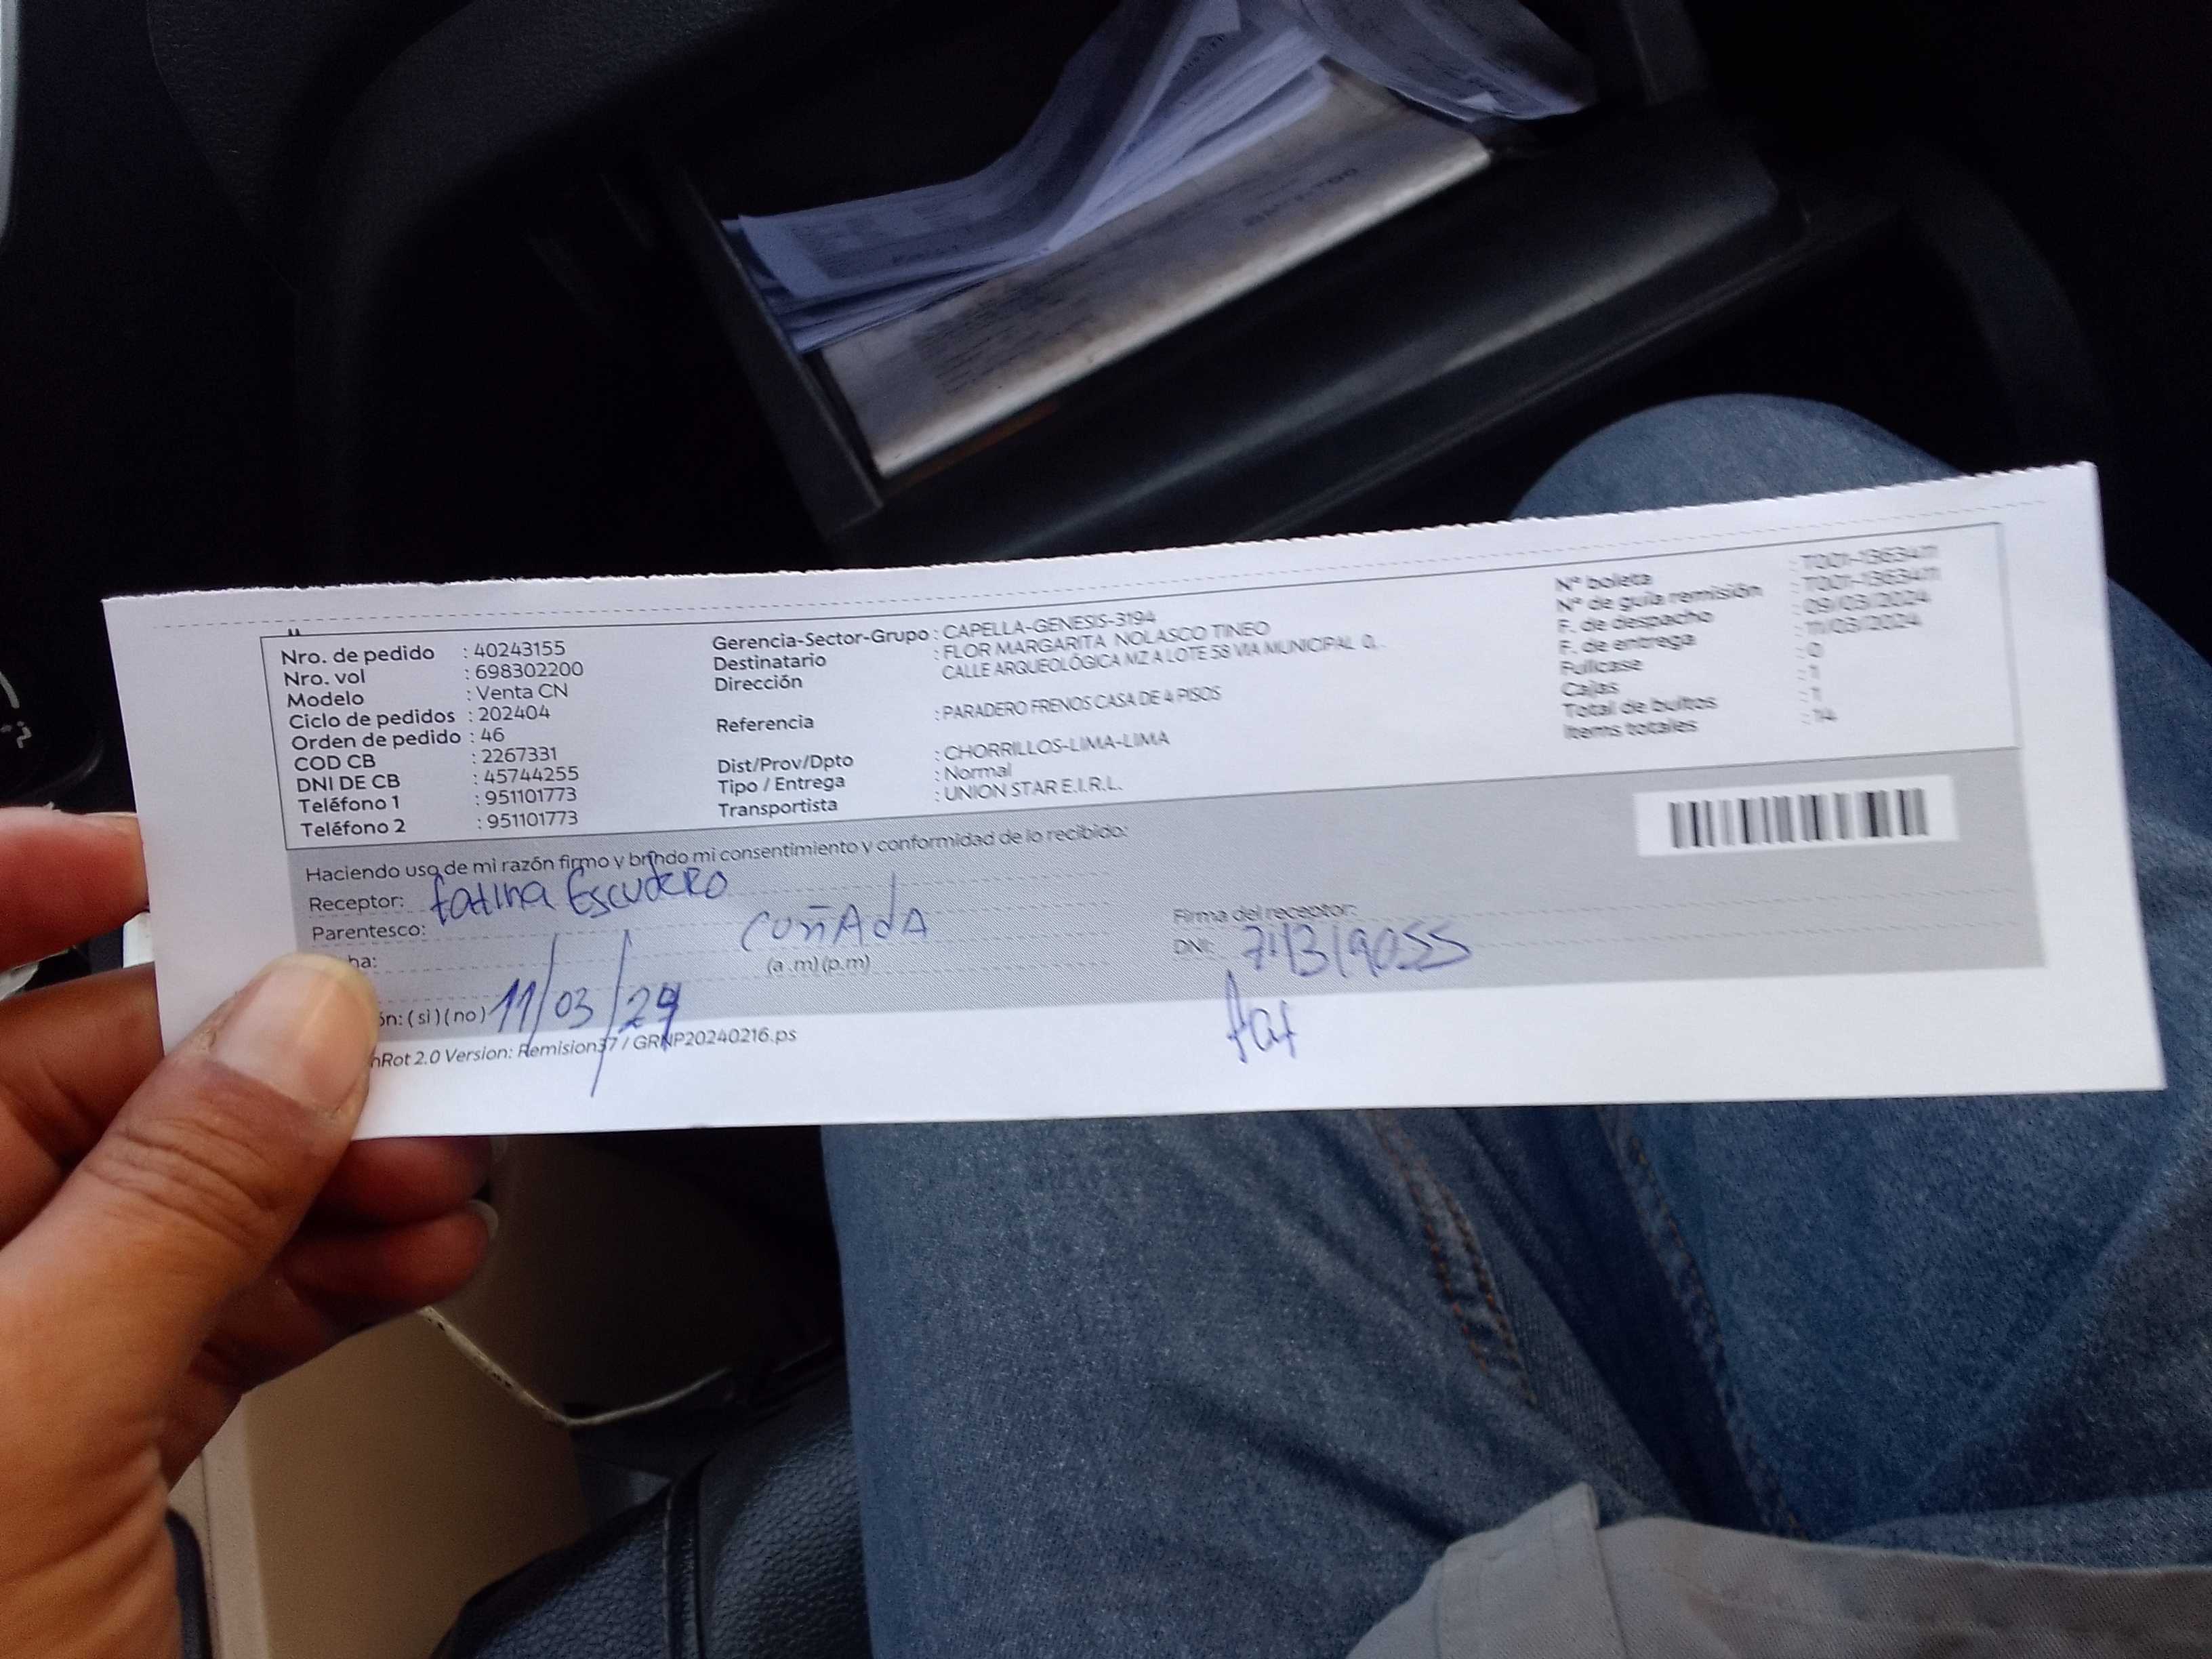 Nro. de pedido : 40243155
Nro. vol : 698302200
Modelo : Venta CN
Ciclo de pedidos : 202404
Orden de pedido : 46
COD CB : 2267331
DNI DE CB : 45744255
Teléfono 1 : 951101773
Teléfono 2 : 951101773
Gerencia-Sector-Grupo : CAPELLA-GENESIS-3194
Destinatario : FLOR MARGARITA NOLASCO TINEO
Dirección CALLE ARQUEOLÓGICA MZ A LOTE 58 VIA MUNICIPAL 0, .
Referencia : PARADERO FRENOS CASA DE 4 PISOS
Dist/Prov/Dpto : CHORRILLOS-LIMA-LIMA
Tipo / Entrega : Normal
Transportista : UNION STAR E.I.R.L.
N° boleta : T001-1363411
N° de guía remisión : T001-1363411
F. de despacho : 09/03/2024
F. de entrega : 11/03/2024
Fullcase : 0
Cajas : 1
Total de bultos : 1
Items totales : 14
Haciendo uso de mi razón firmo y brindo mi consentimiento y conformidad de lo recibido:
Receptor: fatima Escudero
Parentesco: cuñAdA
ha: (a .m) (p.m)
ón: ( si ) ( no ) 11/03/24
Firma del receptor:
DNI: 74319055
faf
nRot 2.0 Version: Remision37 / GRNP20240216.ps